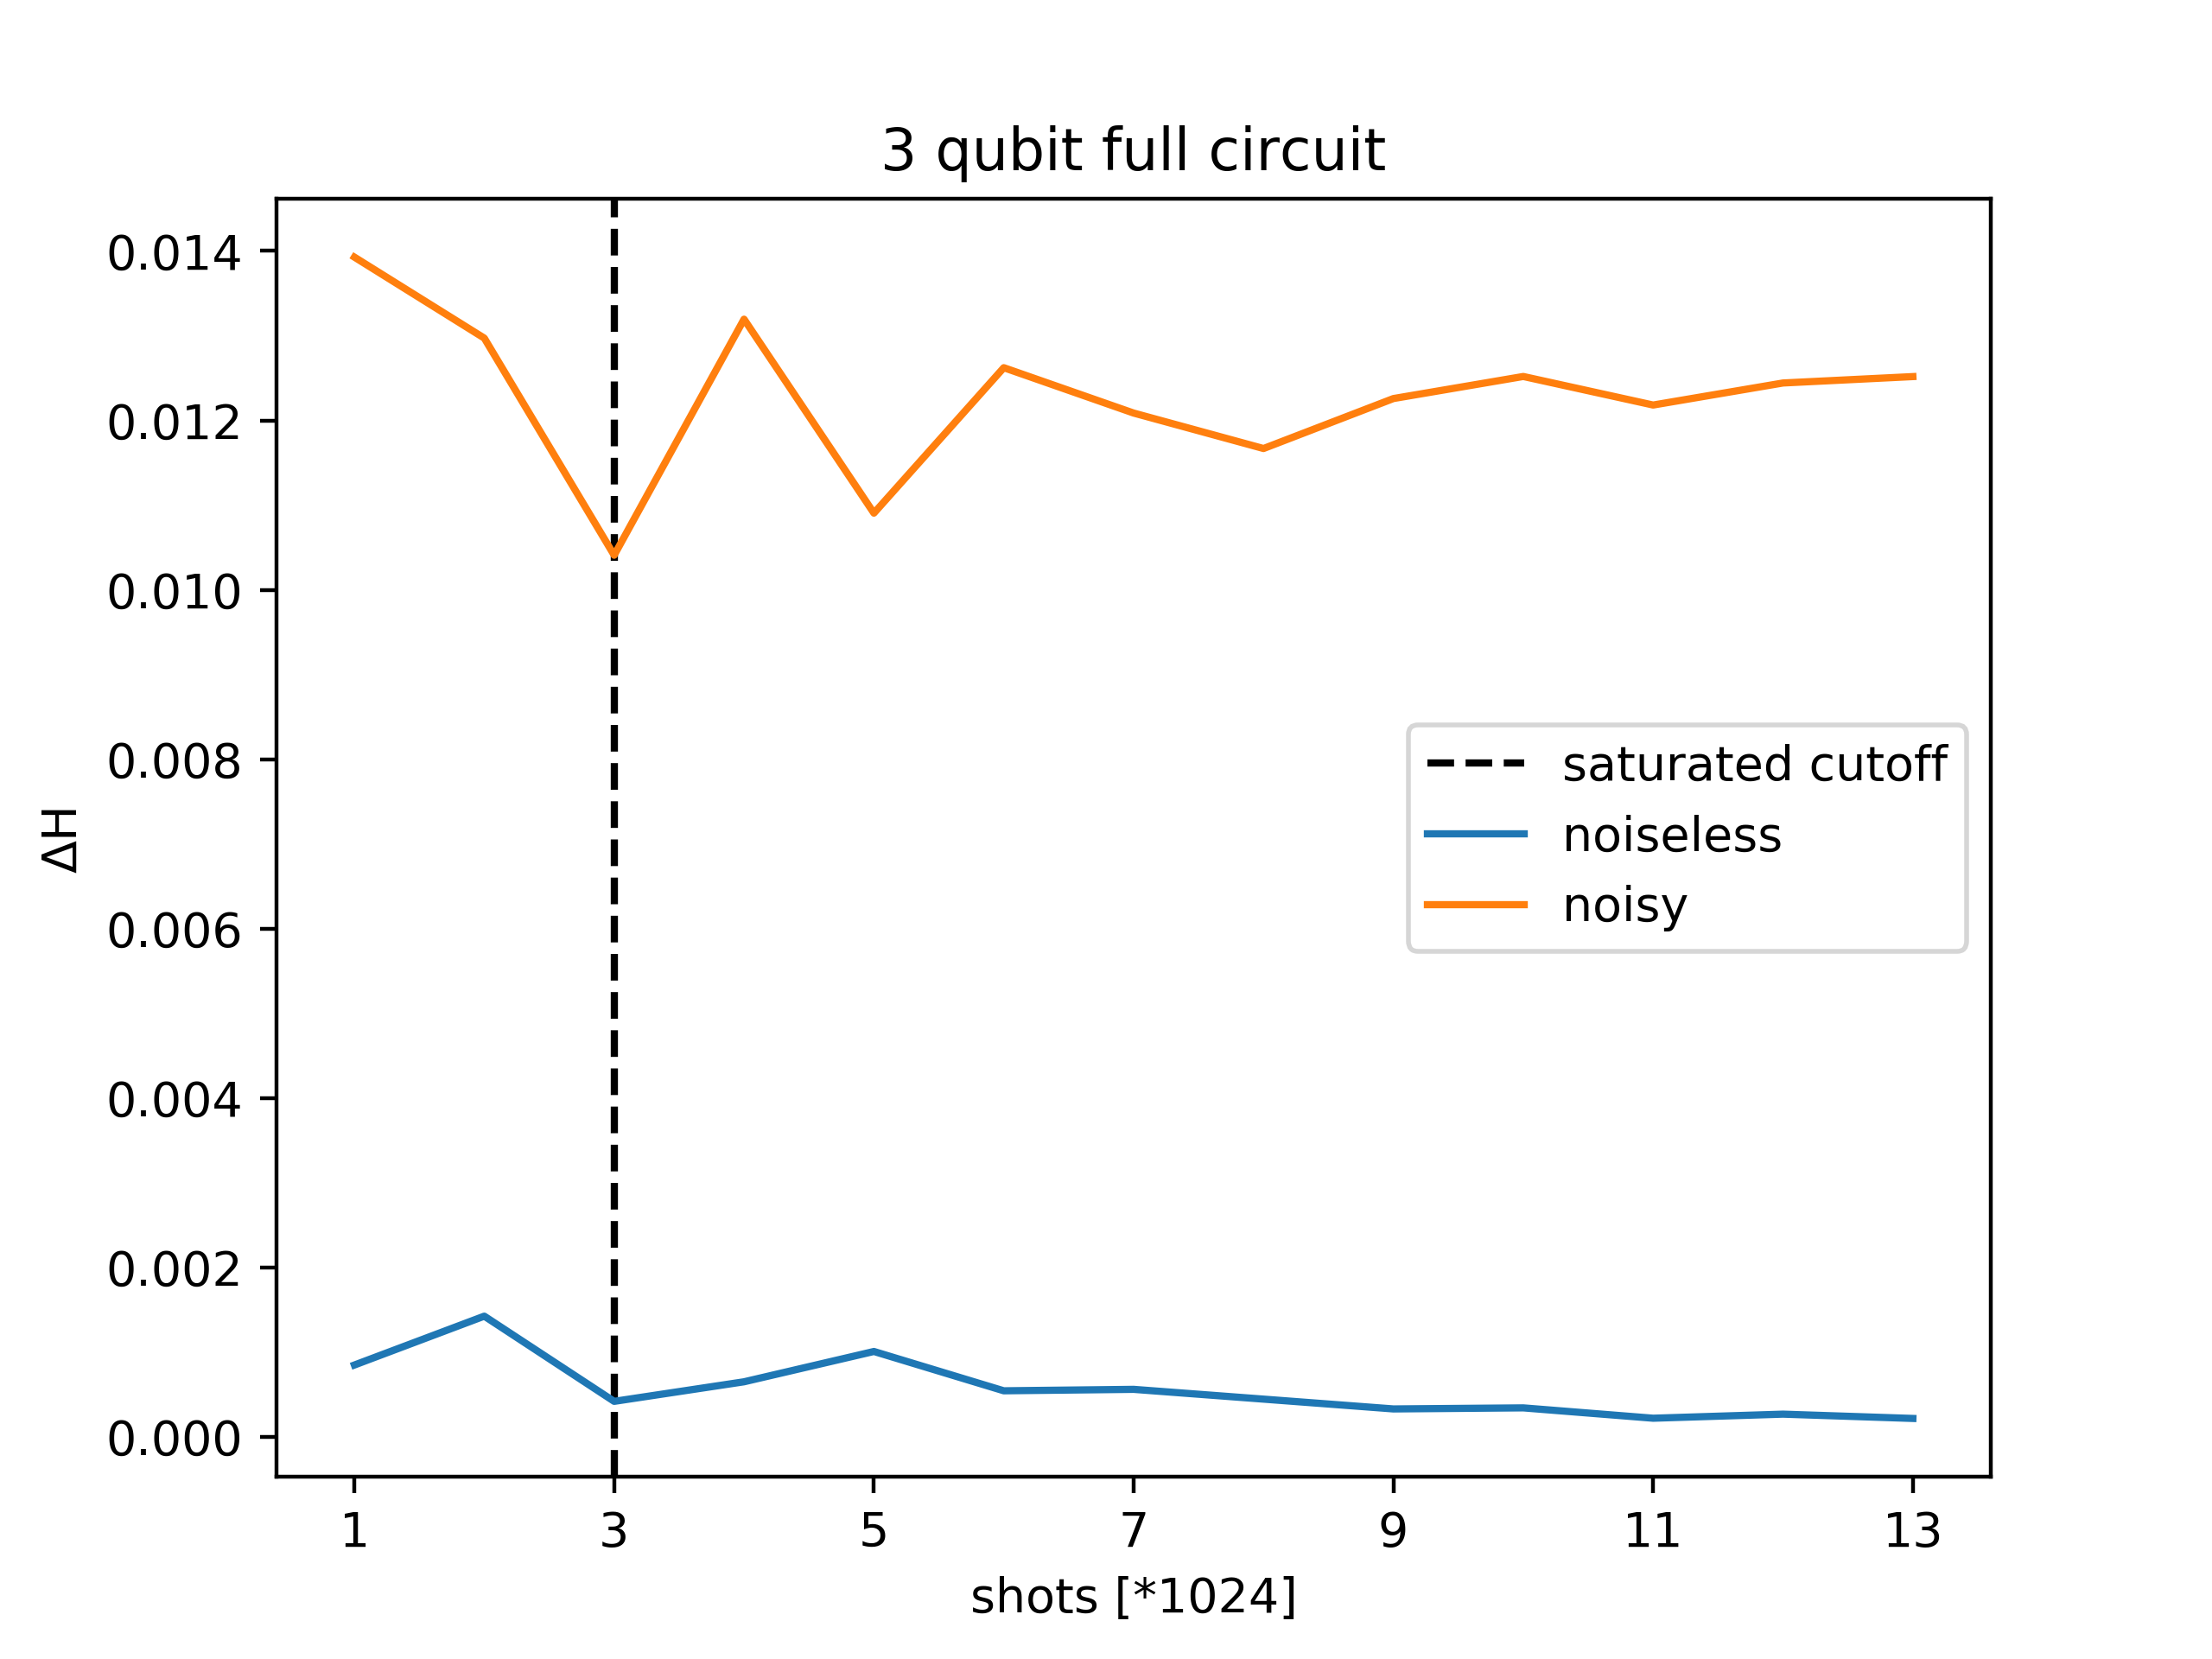 3 qubit full circuit
0.014
0.012
0.010
0.008
0.006
0.004
0.002
0.000
ΔH
saturated cutoff
noiseless
noisy
1 3 5 7 9 11 13
shots [*1024]